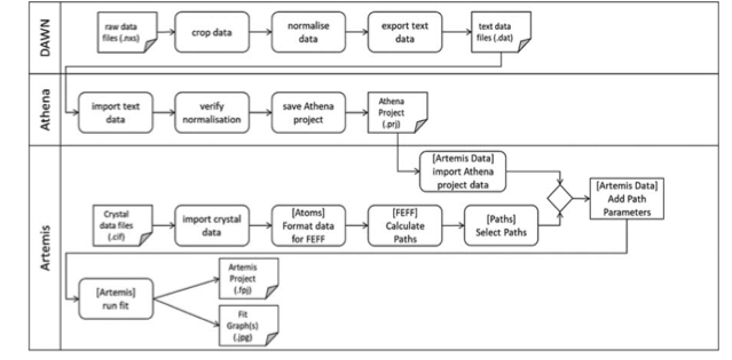 DAWN
raw data
files (.nxs)
crop data
normalise
data
export text
data
text data
files (.dat)
Athena
import text
data
verify
normalisation
save Athena
project
Athena
Project
(.prj)
Artemis
[Artemis Data]
import Athena
project data
Crystal
data files
(.cif)
import crystal
data
[Atoms]
Format data
for FEFF
[FEFF]
Calculate
Paths
[Paths]
Select Paths
[Artemis Data]
Add Path
Parameters
[Artemis]
run fit
Artemis
Project
(.fpj)
Fit
Graph(s)
(.jpg)